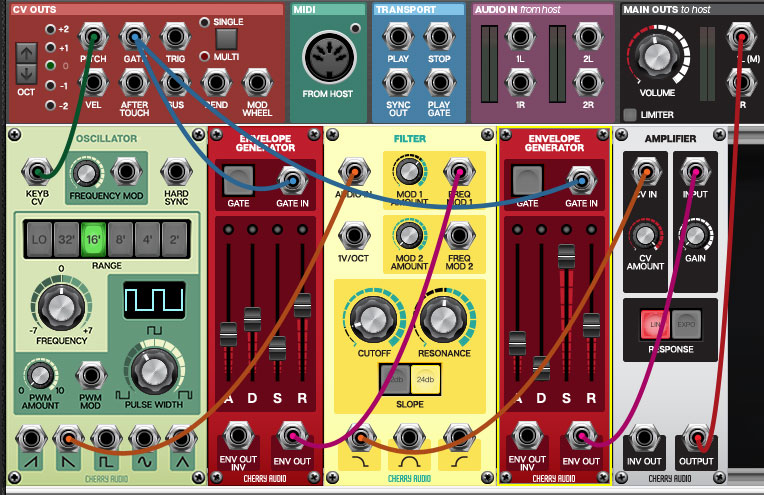 CV OUTS
MIDI
TRANSPORT
AUDIO IN from host
MAIN OUTS to host
+2
+1
0
-1
-2
OCT
PITCH
GATE
TRIG
SINGLE
MULTI
VEL
AFTER
TOUCH
SUS
BEND
MOD
WHEEL
FROM HOST
PLAY
STOP
SYNC
OUT
PLAY
GATE
1L
2L
1R
2R
VOLUME
LIMITER
L (M)
R
OSCILLATOR
KEYB
CV
FREQUENCY MOD
HARD
SYNC
LO 32' 16' 8' 4' 2'
RANGE
0
-7 +7
FREQUENCY
0 10
PWM
AMOUNT
PWM
MOD
PULSE WIDTH
CHERRY AUDIO
ENVELOPE
GENERATOR
GATE
GATE IN
A D S R
ENV OUT
INV
ENV OUT
CHERRY AUDIO
FILTER
AUDIO IN
MOD 1
AMOUNT
FREQ
MOD 1
1V/OCT
MOD 2
AMOUNT
FREQ
MOD 2
CUTOFF
RESONANCE
24db
SLOPE
CHERRY AUDIO
ENVELOPE
GENERATOR
GATE
GATE IN
A D S R
ENV OUT
INV
ENV OUT
CHERRY AUDIO
AMPLIFIER
CV IN
INPUT
CV
AMOUNT
GAIN
LIN EXPO
RESPONSE
INV OUT
OUTPUT
CHERRY AUDIO